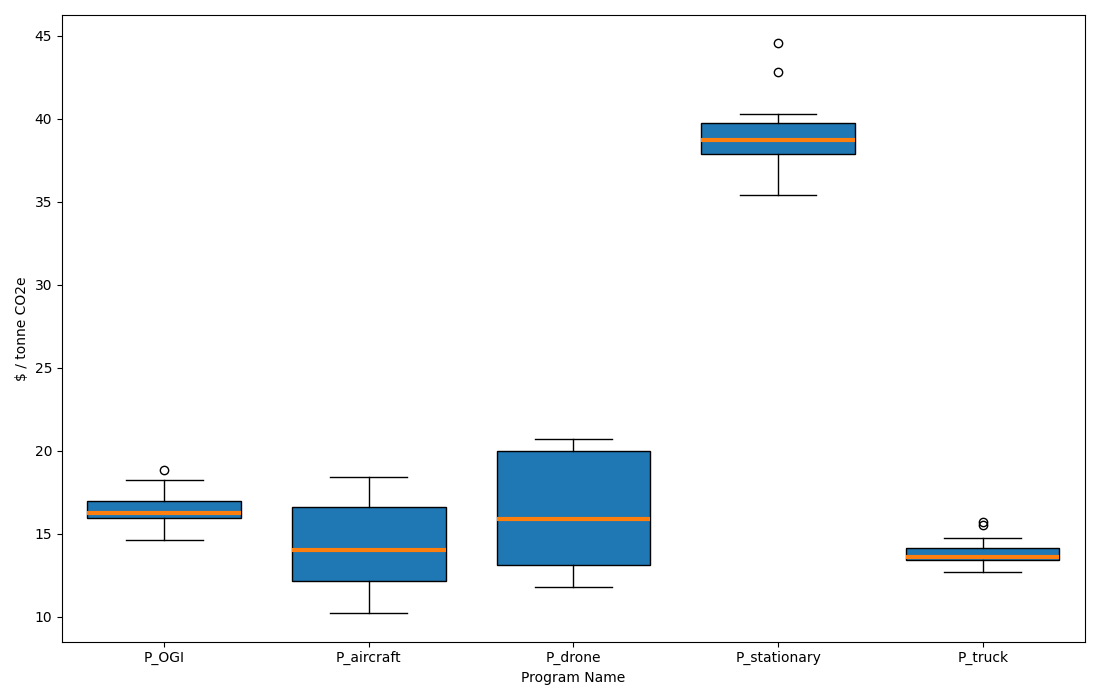 $ / tonne CO2e
45
40
35
30
25
20
15
10
P_OGI
P_aircraft
P_drone
P_stationary
P_truck
Program Name